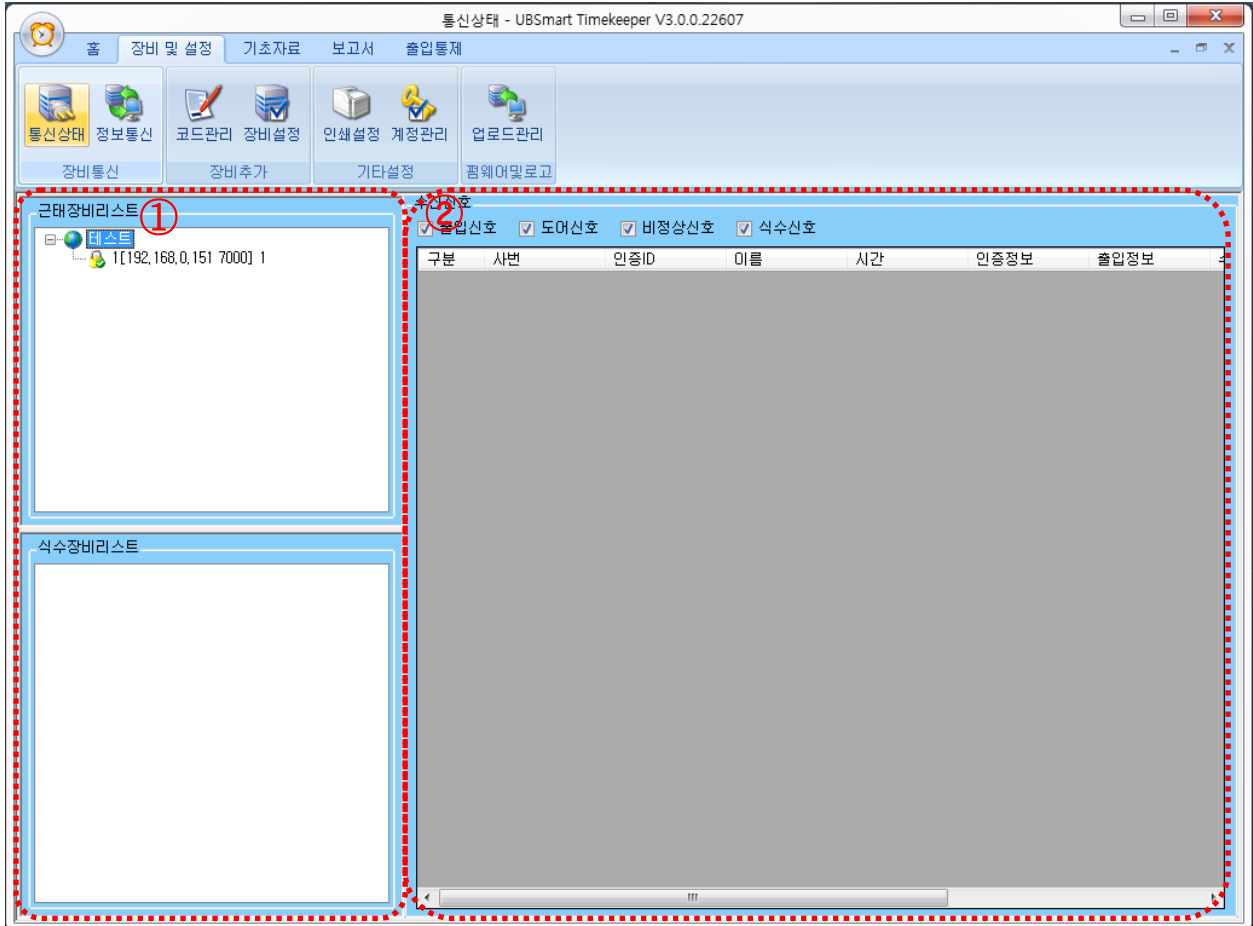 통신상태 - UBSmart Timekeeper V3.0.0.22607
홈 장비 및 설정 기초자료 보고서 출입통제
통신상태 정보통신 코드관리 장비설정 인쇄설정 계정관리 업로드관리
장비통신 장비추가 기타설정 펌웨어및로고
근태장비리스트 ①
테스트
1[192,168,0,151 7000] 1
식수장비리스트
수신신호 ②
출입신호 도어신호 비정상신호 식수신호
구분 사번 인증ID 이름 시간 인증정보 출입정보